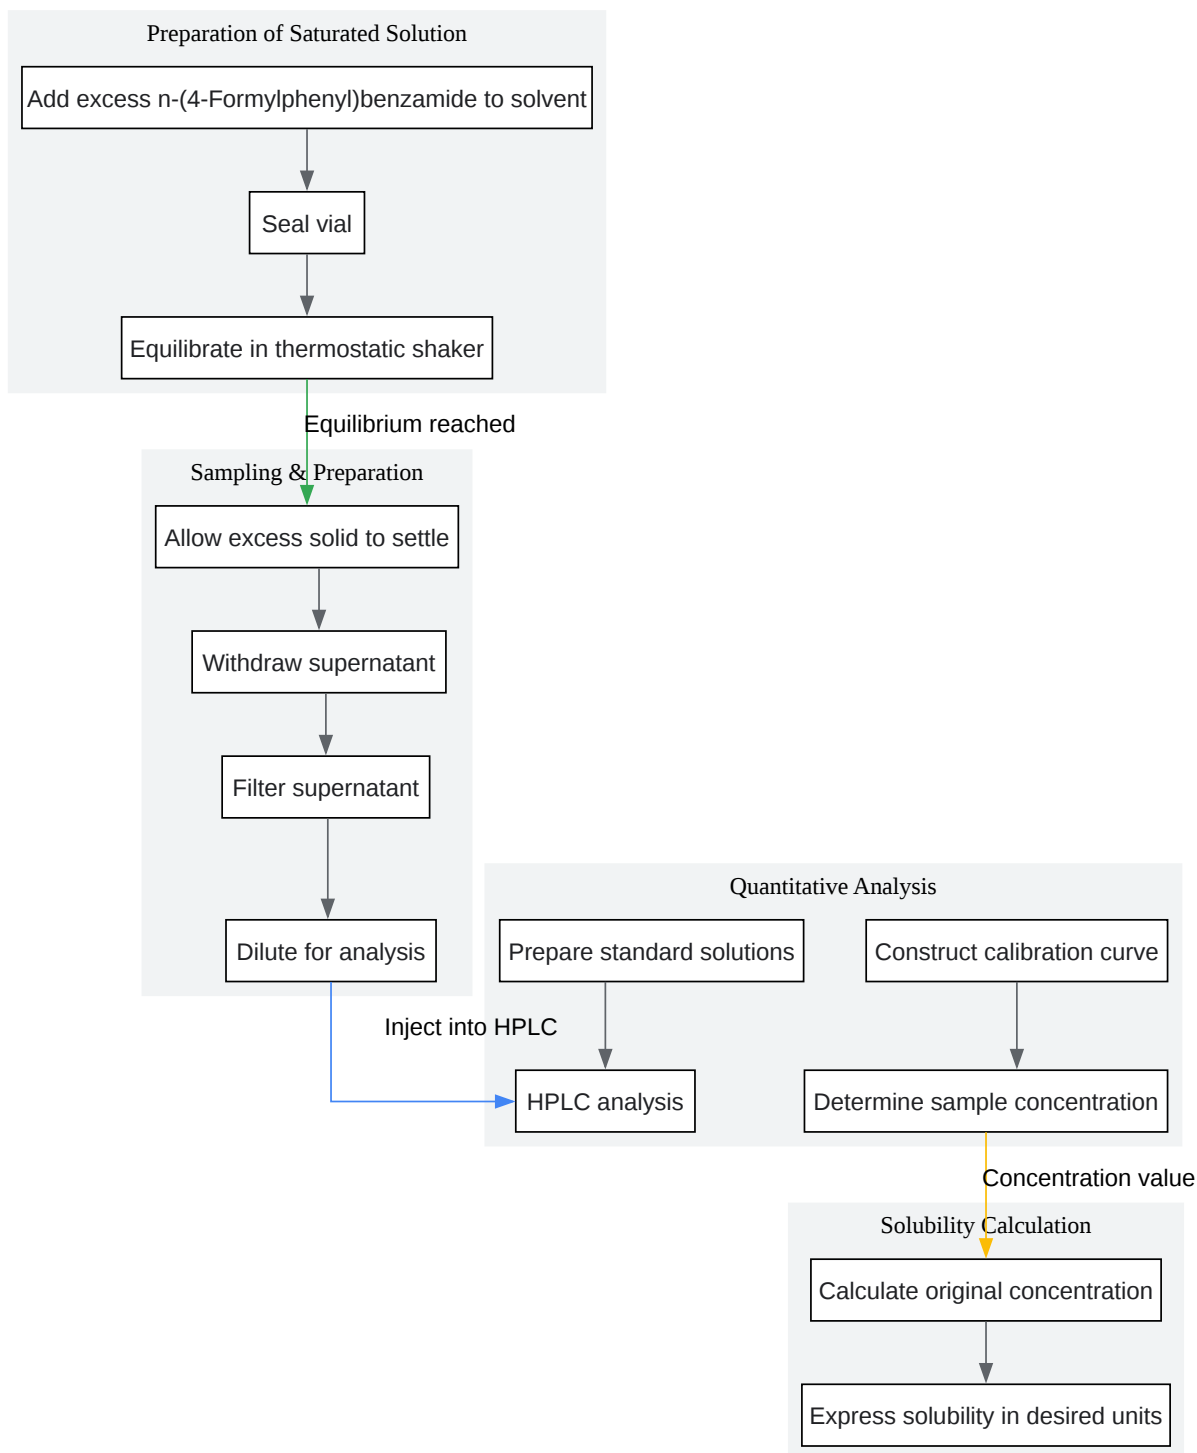 Preparation of Saturated Solution
Add excess n-(4-Formylphenyl)benzamide to solvent
Seal vial
Equilibrate in thermostatic shaker
Equilibrium reached
Sampling & Preparation
Allow excess solid to settle
Withdraw supernatant
Filter supernatant
Dilute for analysis
Inject into HPLC
Quantitative Analysis
Prepare standard solutions
Construct calibration curve
HPLC analysis
Determine sample concentration
Concentration value
Solubility Calculation
Calculate original concentration
Express solubility in desired units